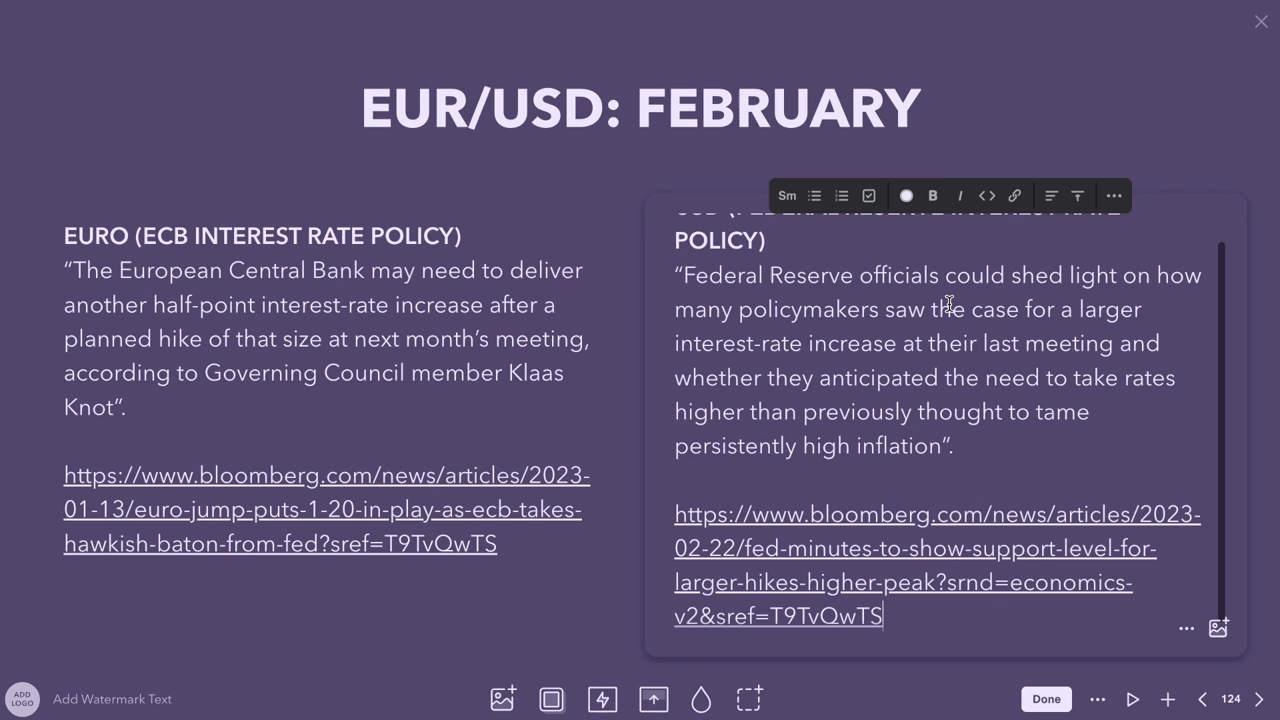 EUR/USD: FEBRUARY
EURO (ECB INTEREST RATE POLICY)
“The European Central Bank may need to deliver
another half-point interest-rate increase after a
planned hike of that size at next month’s meeting,
according to Governing Council member Klaas
Knot”.
https://www.bloomberg.com/news/articles/2023-
01-13/euro-jump-puts-1-20-in-play-as-ecb-takes-
hawkish-baton-from-fed?sref=T9TvQwTS
Sm B I
USD (FEDERAL RESERVE INTEREST RATE
POLICY)
“Federal Reserve officials could shed light on how
many policymakers saw the case for a larger
interest-rate increase at their last meeting and
whether they anticipated the need to take rates
higher than previously thought to tame
persistently high inflation”.
https://www.bloomberg.com/news/articles/2023-
02-22/fed-minutes-to-show-support-level-for-
larger-hikes-higher-peak?srnd=economics-
v2&sref=T9TvQwTS
ADD
LOGO
Add Watermark Text
Done
124